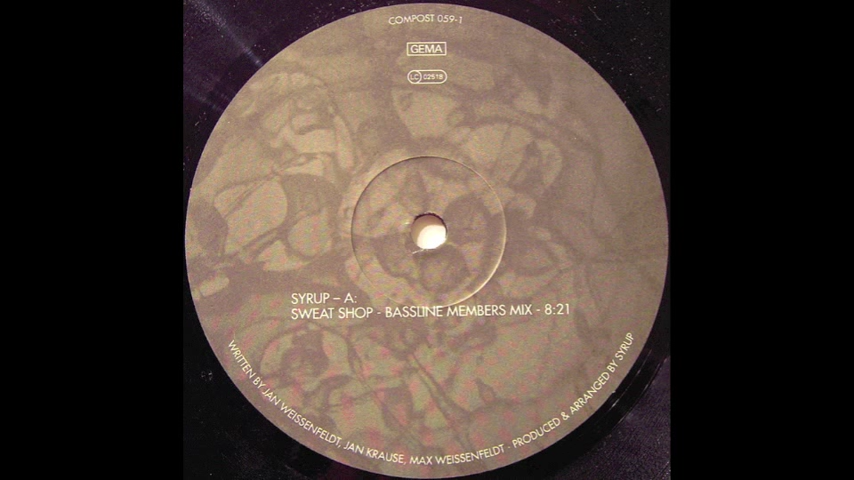 COMPOST 059-1
GEMA
LC 02518
SYRUP – A:
SWEAT SHOP - BASSLINE MEMBERS MIX - 8:21
WRITTEN BY JAN WEISSENFELDT, JAN KRAUSE, MAX WEISSENFELDT - PRODUCED & ARRANGED BY SYRUP